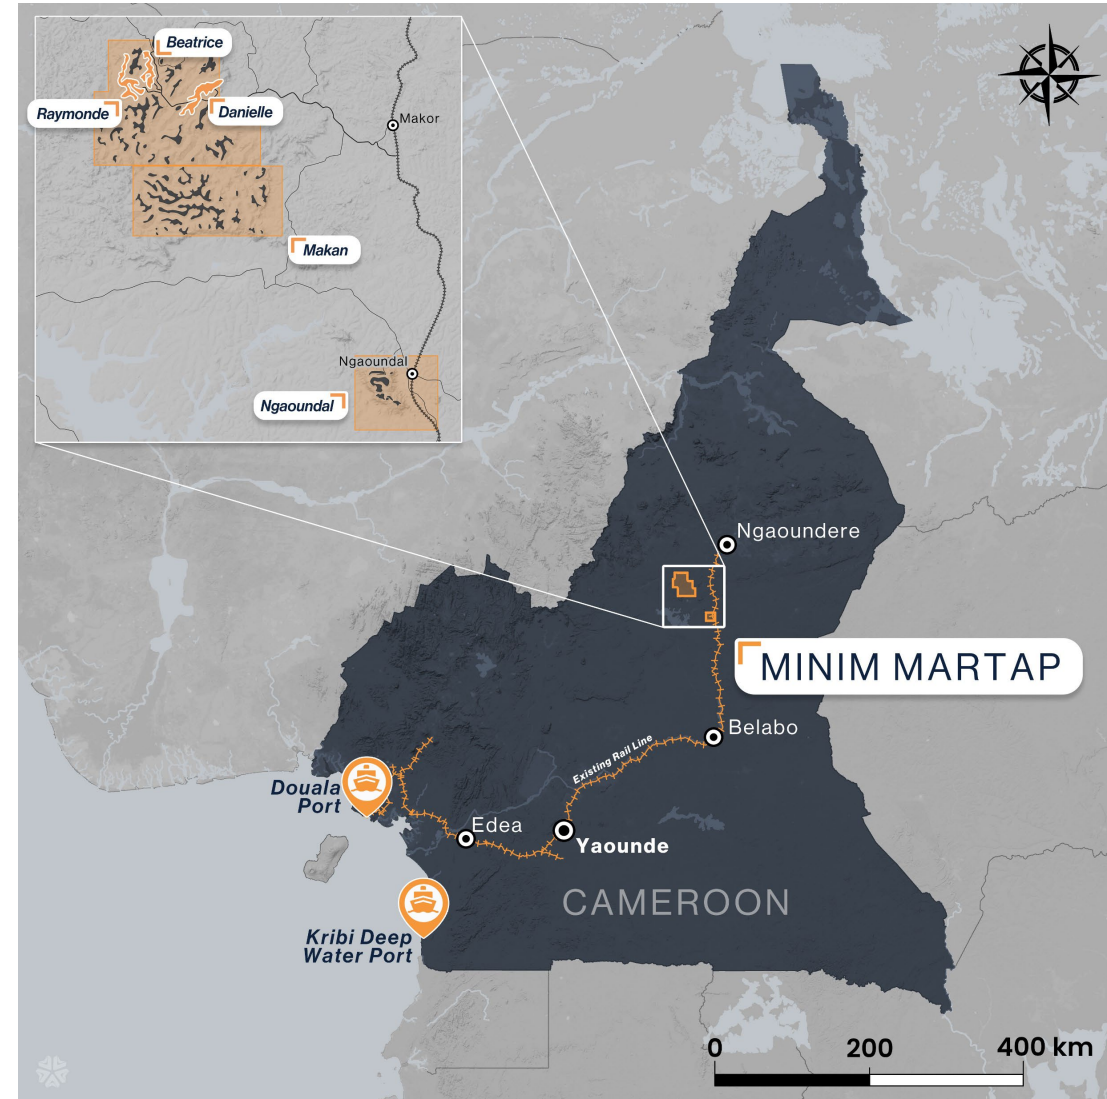 Beatrice
Raymonde
Danielle
Makor
Makan
Ngaoundal
Ngaoundal
Ngaoundere
MINIM MARTAP
Belabo
Existing Rail Line
Douala
Port
Edea
Yaounde
CAMEROON
Kribi Deep
Water Port
0 200 400 km